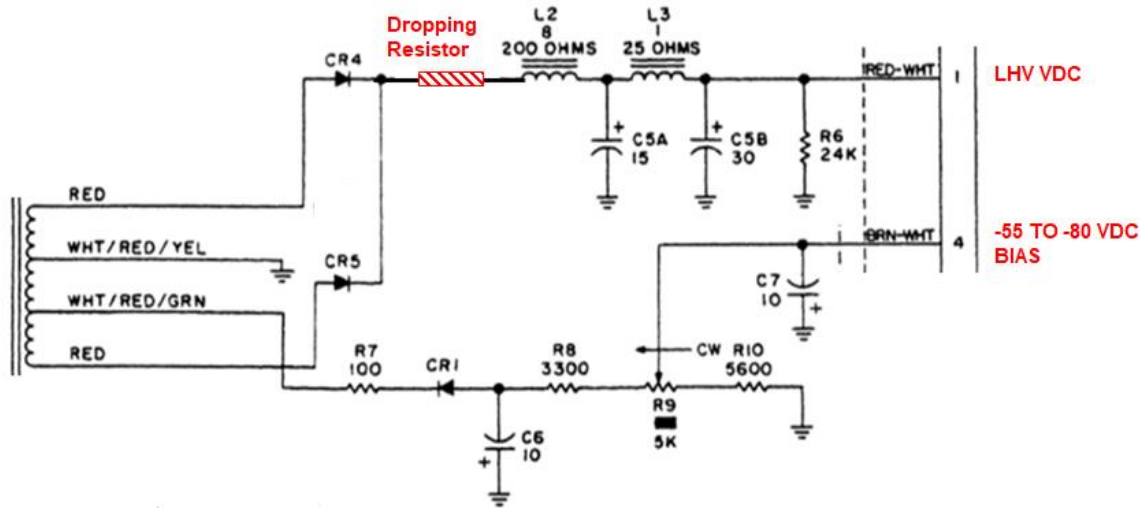 Dropping
Resistor
L2
8
200 OHMS
L3
1
25 OHMS
CR4
RED-WHT
1
LHV VDC
C5A
15
+
C5B
30
+
R6
24K
RED
WHT/RED/YEL
CR5
WHT/RED/GRN
RED
BRN-WHT
4
-55 TO -80 VDC
BIAS
C7
10
+
R7
100
CR1
R8
3300
CW
R10
5600
R9
5K
C6
10
+